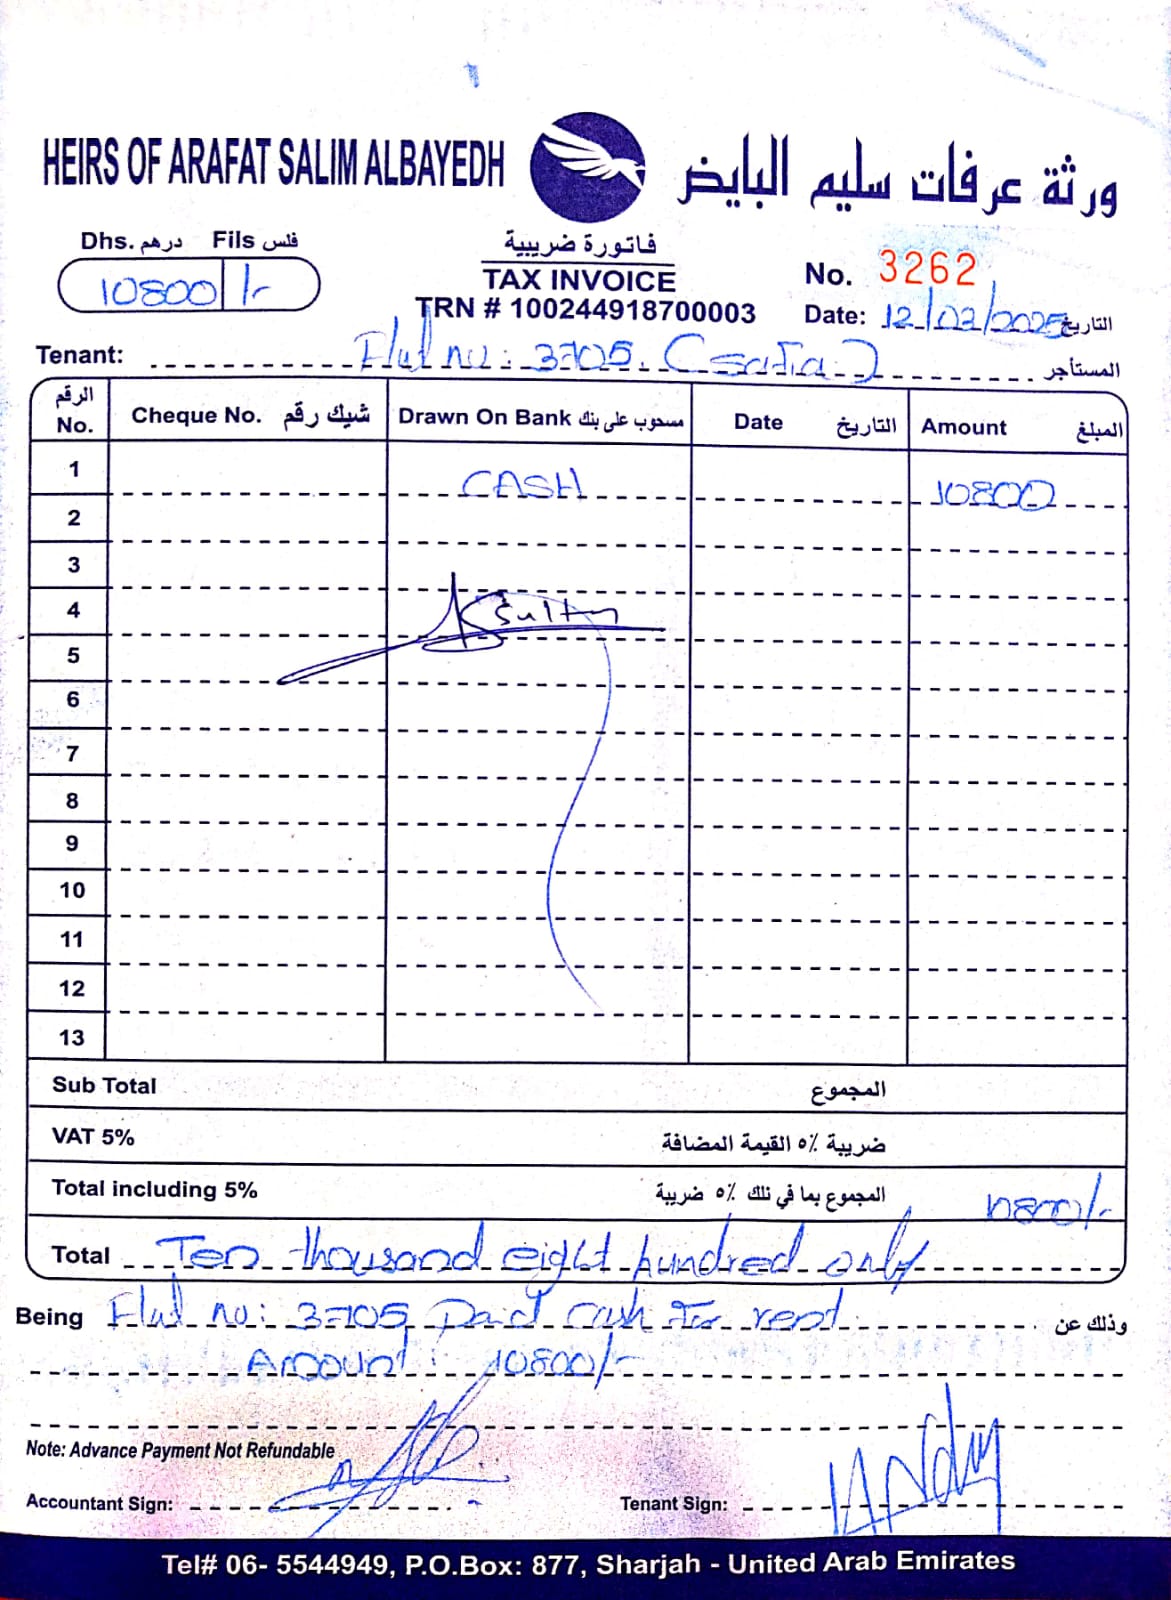 HEIRS OF ARAFAT SALIM ALBAYEDH ورثة عرفات سليم البايض
Dhs. درهم Fils فلس
10800 /-
فاتورة ضريبية
TAX INVOICE
TRN # 100244918700003
No. 3262
Date: 12/03/2025 التاريخ
Tenant: Flat no: 3705. المستأجر
الرقم No. Cheque No. شيك رقم Drawn On Bank مسحوب على بنك Date التاريخ Amount المبلغ
1 CASH 10800
2
3
4
5
6
7
8
9
10
11
12
13
Sub Total المجموع
VAT 5% ضريبة ٥٪ القيمة المضافة
Total including 5% المجموع بما في ذلك ٥٪ ضريبة 10800/-
Total Ten thousand eight hundred only
Being Flat no: 3705 Paid cash for rent وذلك عن
Amount: 10800/-
Note: Advance Payment Not Refundable
Accountant Sign: Tenant Sign:
Tel# 06- 5544949, P.O.Box: 877, Sharjah - United Arab Emirates